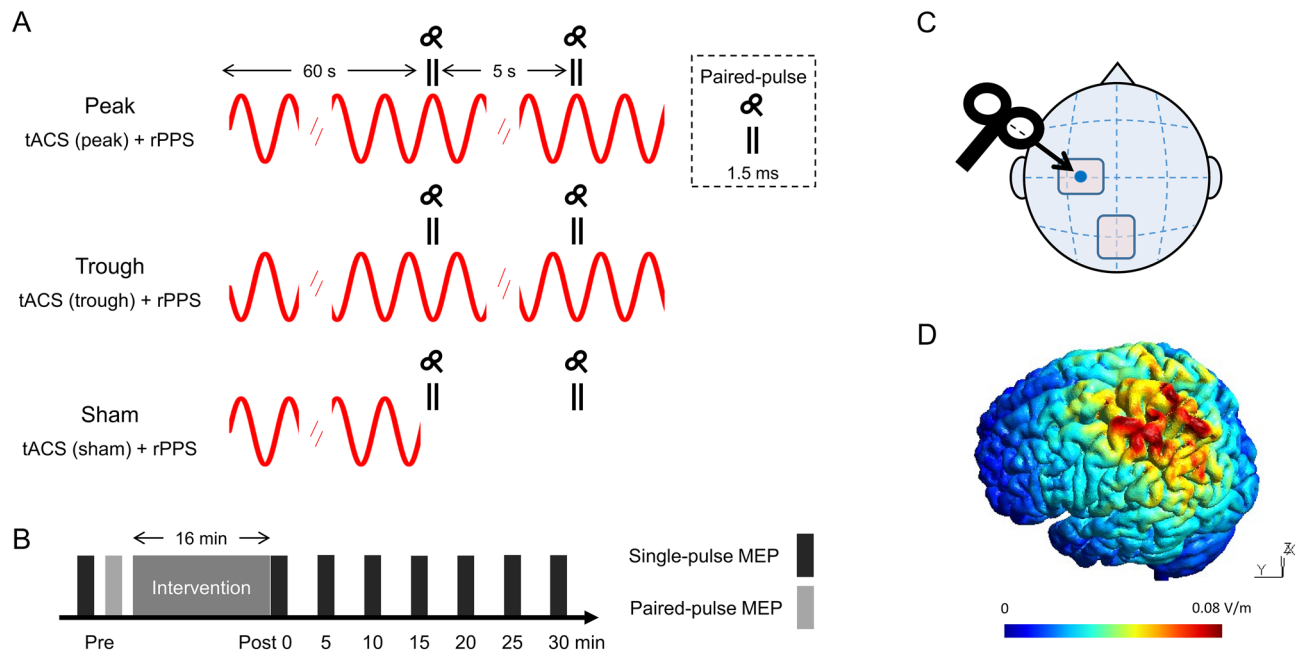 A
60 s
5 s
Peak
tACS (peak) + rPPS
Paired-pulse
1.5 ms
Trough
tACS (trough) + rPPS
Sham
tACS (sham) + rPPS
B
16 min
Intervention
Single-pulse MEP
Paired-pulse MEP
Pre
Post 0 5 10 15 20 25 30 min
C
D
Y
0 0.08 V/m